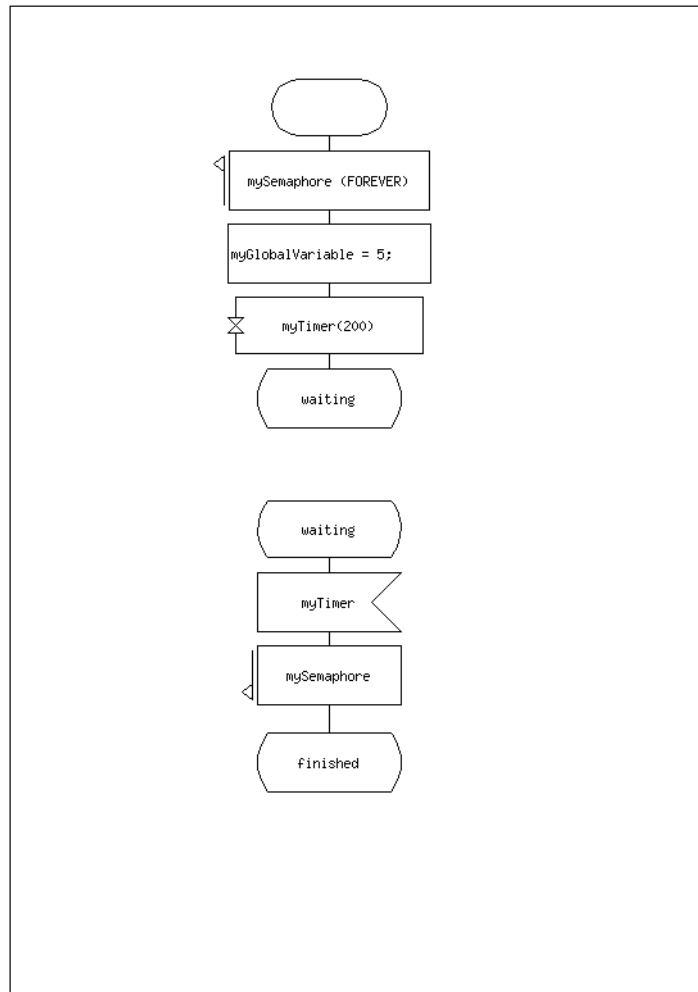 mySemaphore (FOREVER)
myGlobalVariable = 5;
myTimer(200)
waiting
waiting
myTimer
mySemaphore
finished